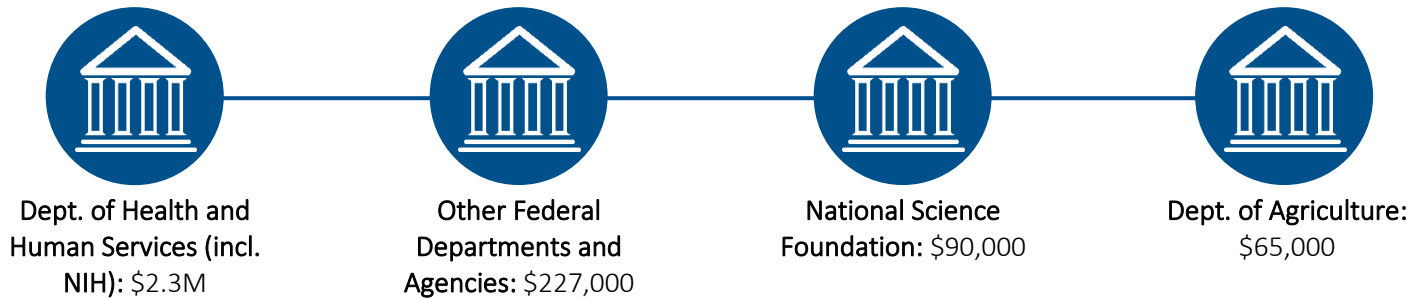 Dept. of Health and
Human Services (incl.
NIH): $2.3M
Other Federal
Departments and
Agencies: $227,000
National Science
Foundation: $90,000
Dept. of Agriculture:
$65,000